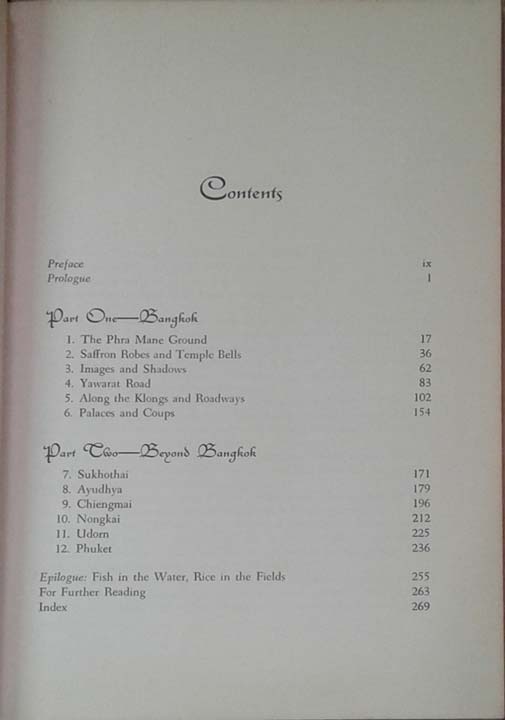 Contents
Preface ix
Prologue 1
Part One—Bangkok
1. The Phra Mane Ground 17
2. Saffron Robes and Temple Bells 36
3. Images and Shadows 62
4. Yawarat Road 83
5. Along the Klongs and Roadways 102
6. Palaces and Coups 154
Part Two—Beyond Bangkok
7. Sukhothai 171
8. Ayudhya 179
9. Chiengmai 196
10. Nongkai 212
11. Udorn 225
12. Phuket 236
Epilogue: Fish in the Water, Rice in the Fields 255
For Further Reading 263
Index 269